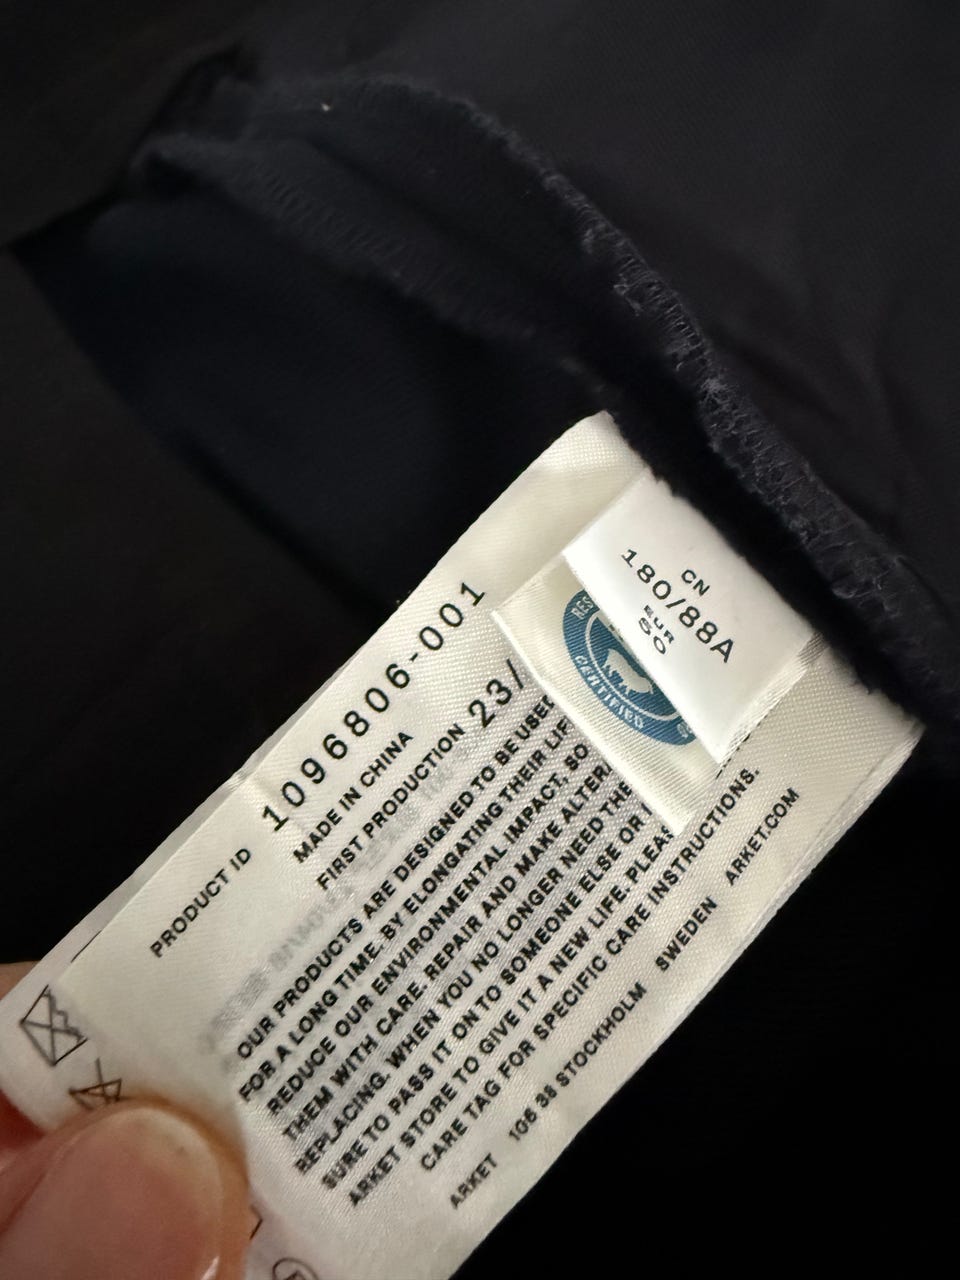 CN
180/88A
EUR
50
RES
CERTIFIED
PRODUCT ID
1096806-001
MADE IN CHINA
FIRST PRODUCTION 23/
OUR PRODUCTS ARE DESIGNED TO BE USED
FOR A LONG TIME. BY ELONGATING THEIR LIF
REDUCE OUR ENVIRONMENTAL IMPACT. SO
THEM WITH CARE. REPAIR AND MAKE ALTER
REPLACING. WHEN YOU NO LONGER NEED THE
SURE TO PASS IT ON TO SOMEONE ELSE OR
ARKET STORE TO GIVE IT A NEW LIFE. PLEAS
CARE TAG FOR SPECIFIC CARE INSTRUCTIONS.
ARKET 106 38 STOCKHOLM SWEDEN ARKET.COM